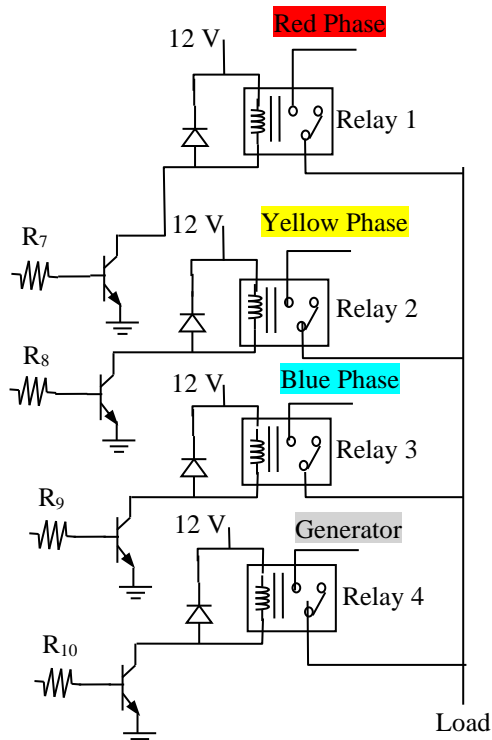 Red Phase
12 V
Relay 1
Yellow Phase
12 V
R7
Relay 2
Blue Phase
12 V
R8
Relay 3
R9
12 V
Generator
Relay 4
R10
Load